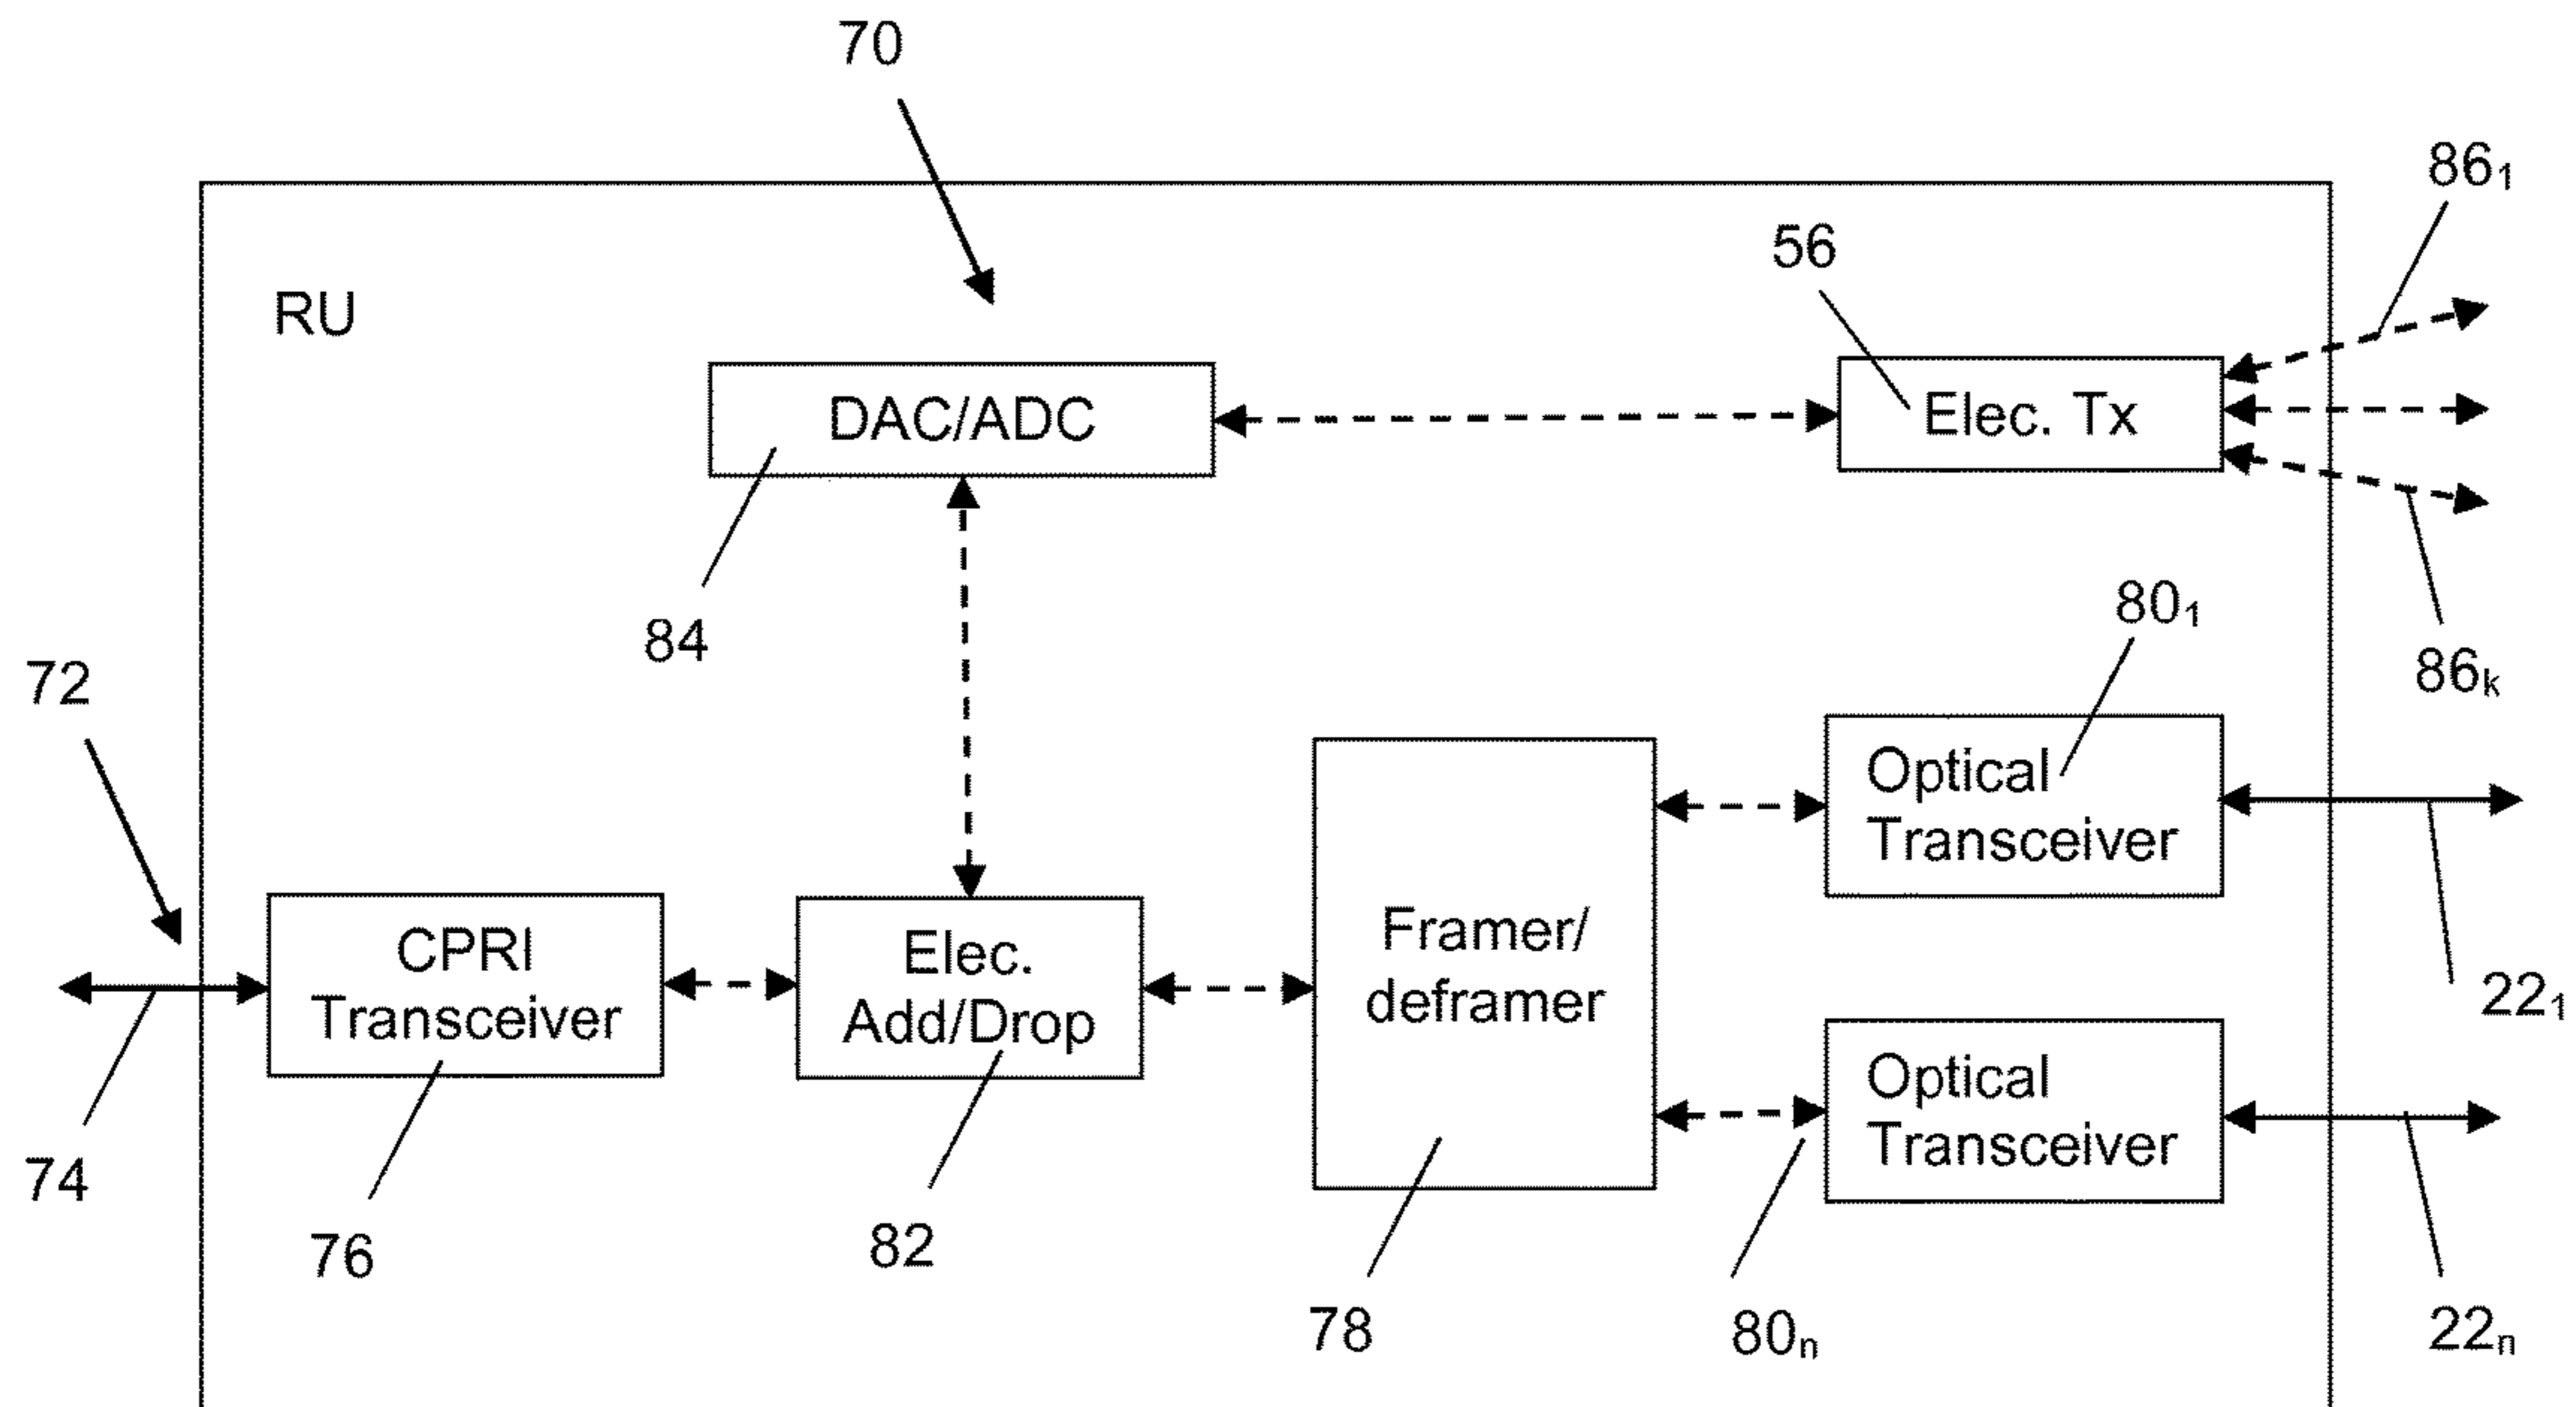 70
86₁
56
RU
DAC/ADC
Elec. Tx
84
80₁
86ₖ
72
Optical
Transceiver
CPRI
Transceiver
Elec.
Add/Drop
Framer/
deframer
22₁
Optical
Transceiver
74
76
82
78
80ₙ
22ₙ